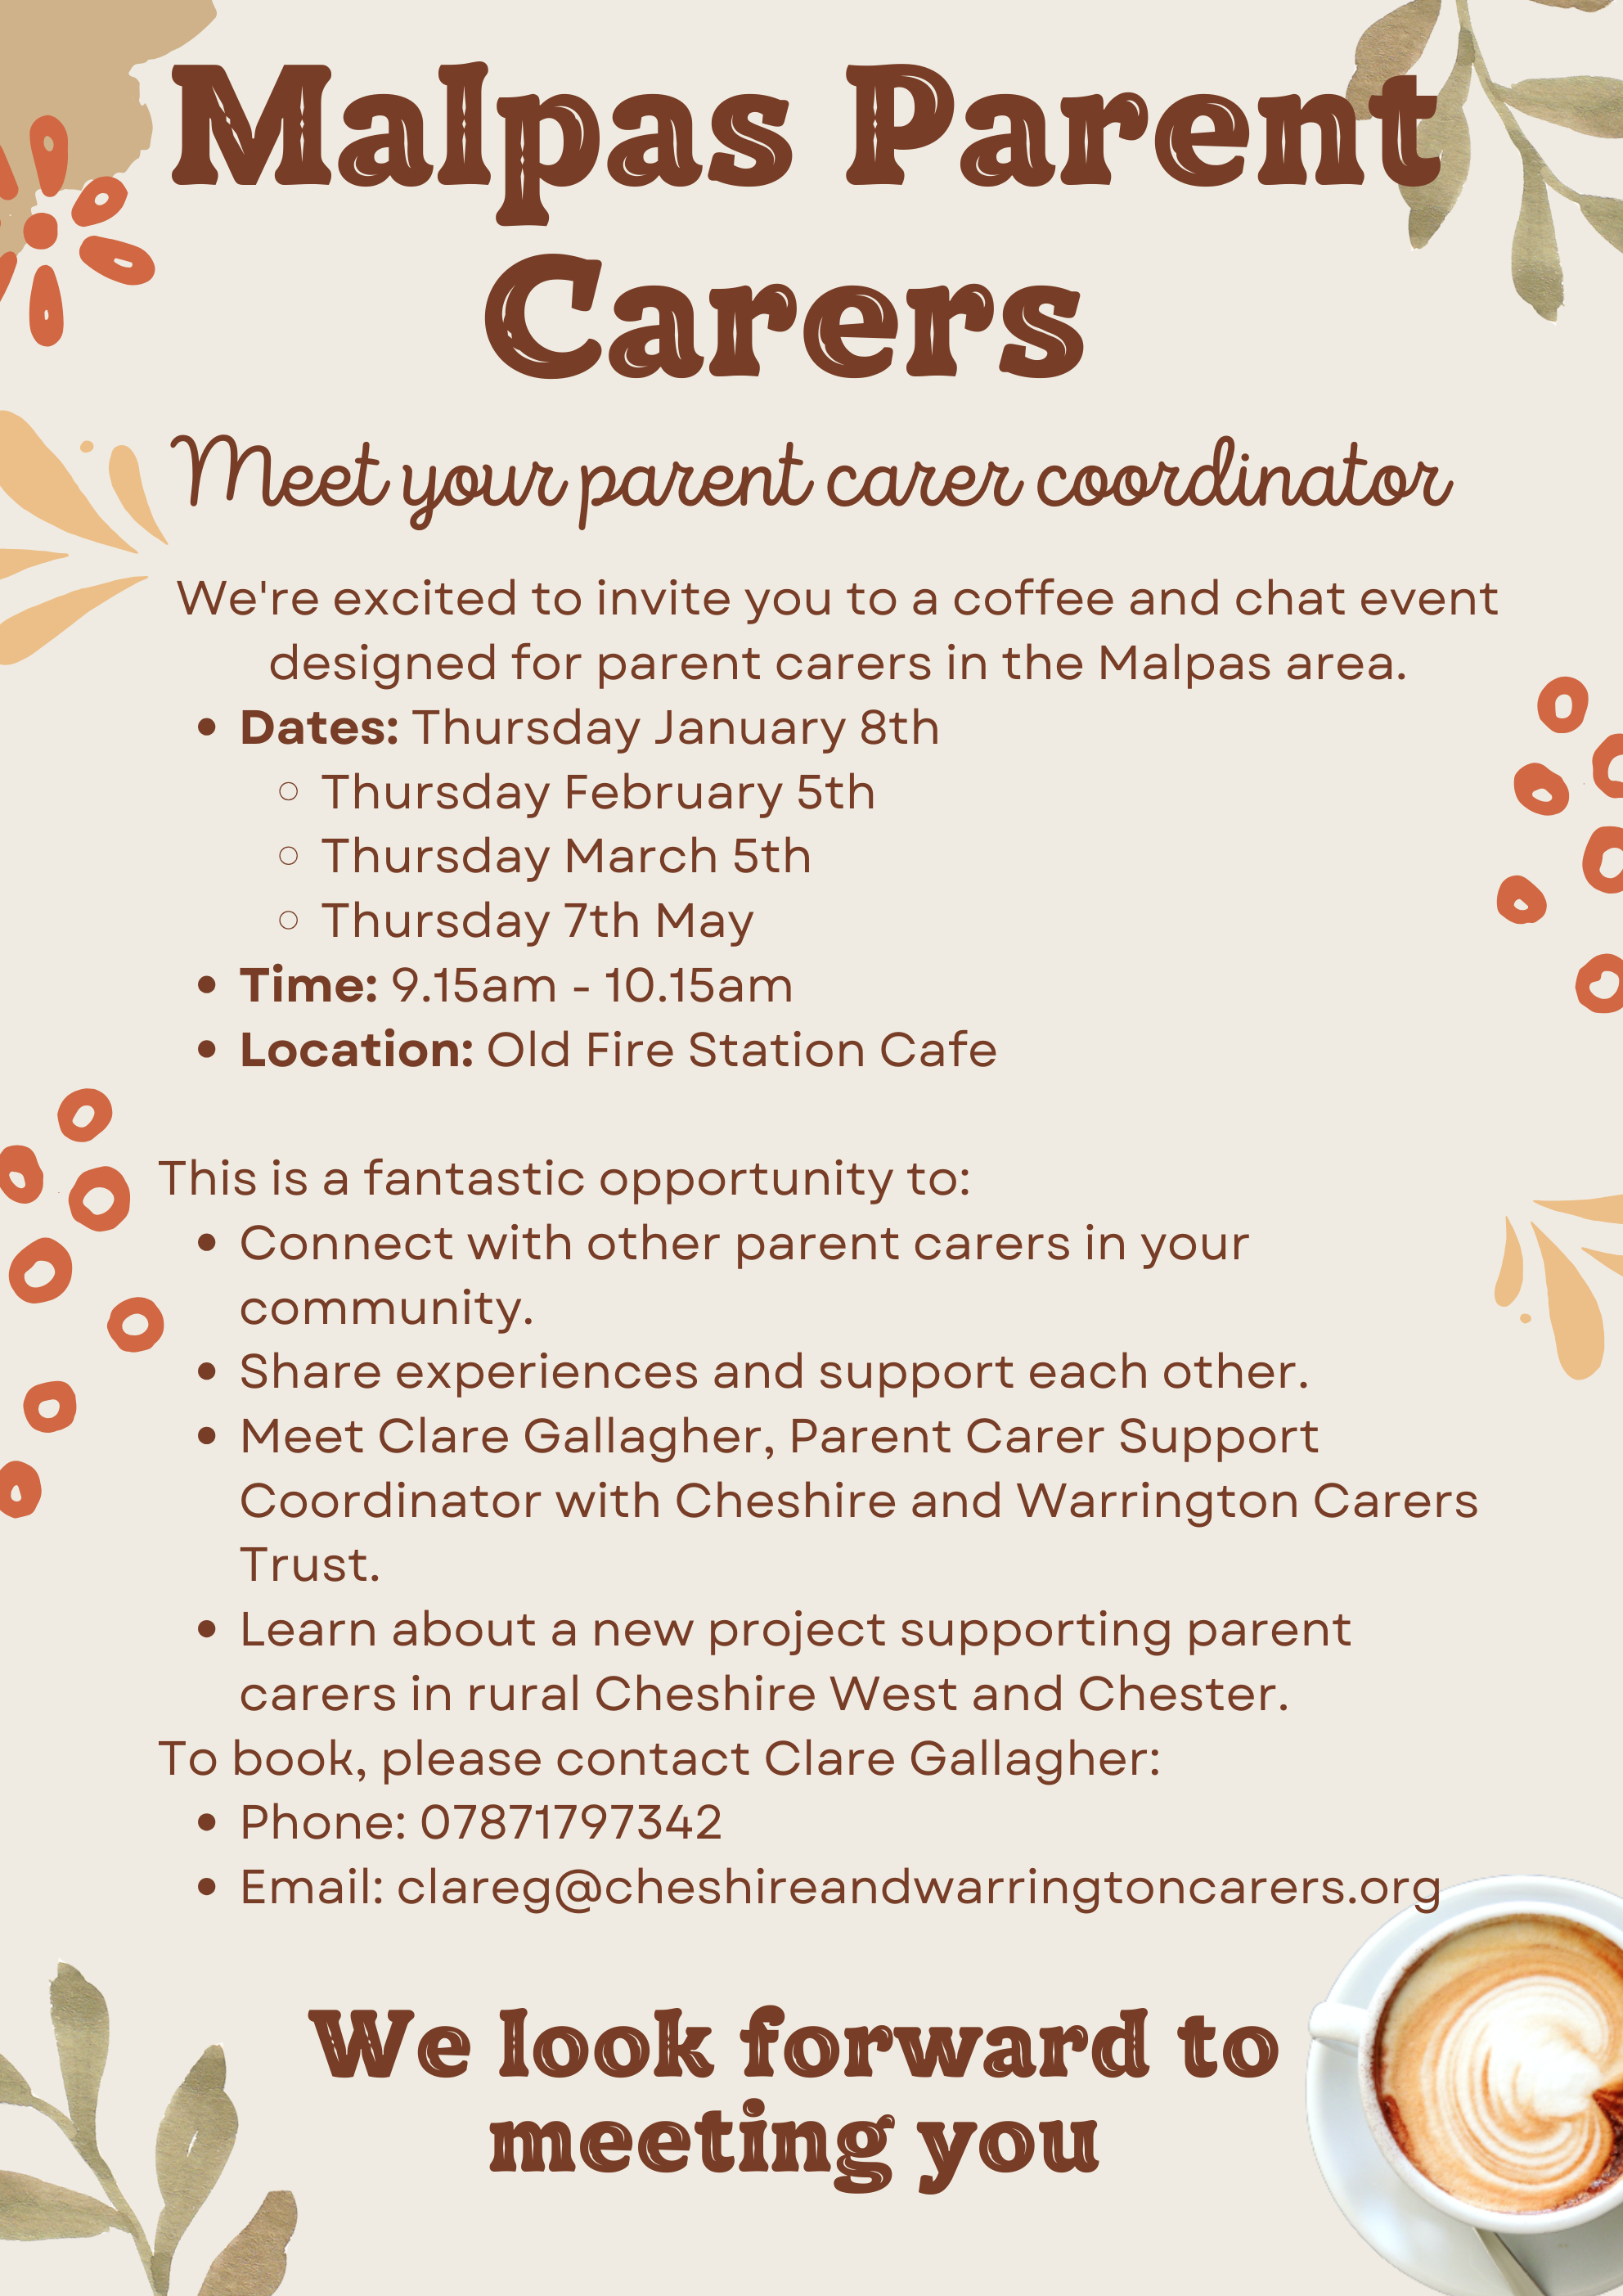 Malpas Parent
Carers
Meet your parent carer coordinator
We're excited to invite you to a coffee and chat event
designed for parent carers in the Malpas area.
• Dates: Thursday January 8th
○ Thursday February 5th
○ Thursday March 5th
○ Thursday 7th May
• Time: 9.15am - 10.15am
• Location: Old Fire Station Cafe
This is a fantastic opportunity to:
• Connect with other parent carers in your
community.
• Share experiences and support each other.
• Meet Clare Gallagher, Parent Carer Support
Coordinator with Cheshire and Warrington Carers
Trust.
• Learn about a new project supporting parent
carers in rural Cheshire West and Chester.
To book, please contact Clare Gallagher:
• Phone: 07871797342
• Email: clareg@cheshireandwarringtoncarers.org
We look forward to
meeting you